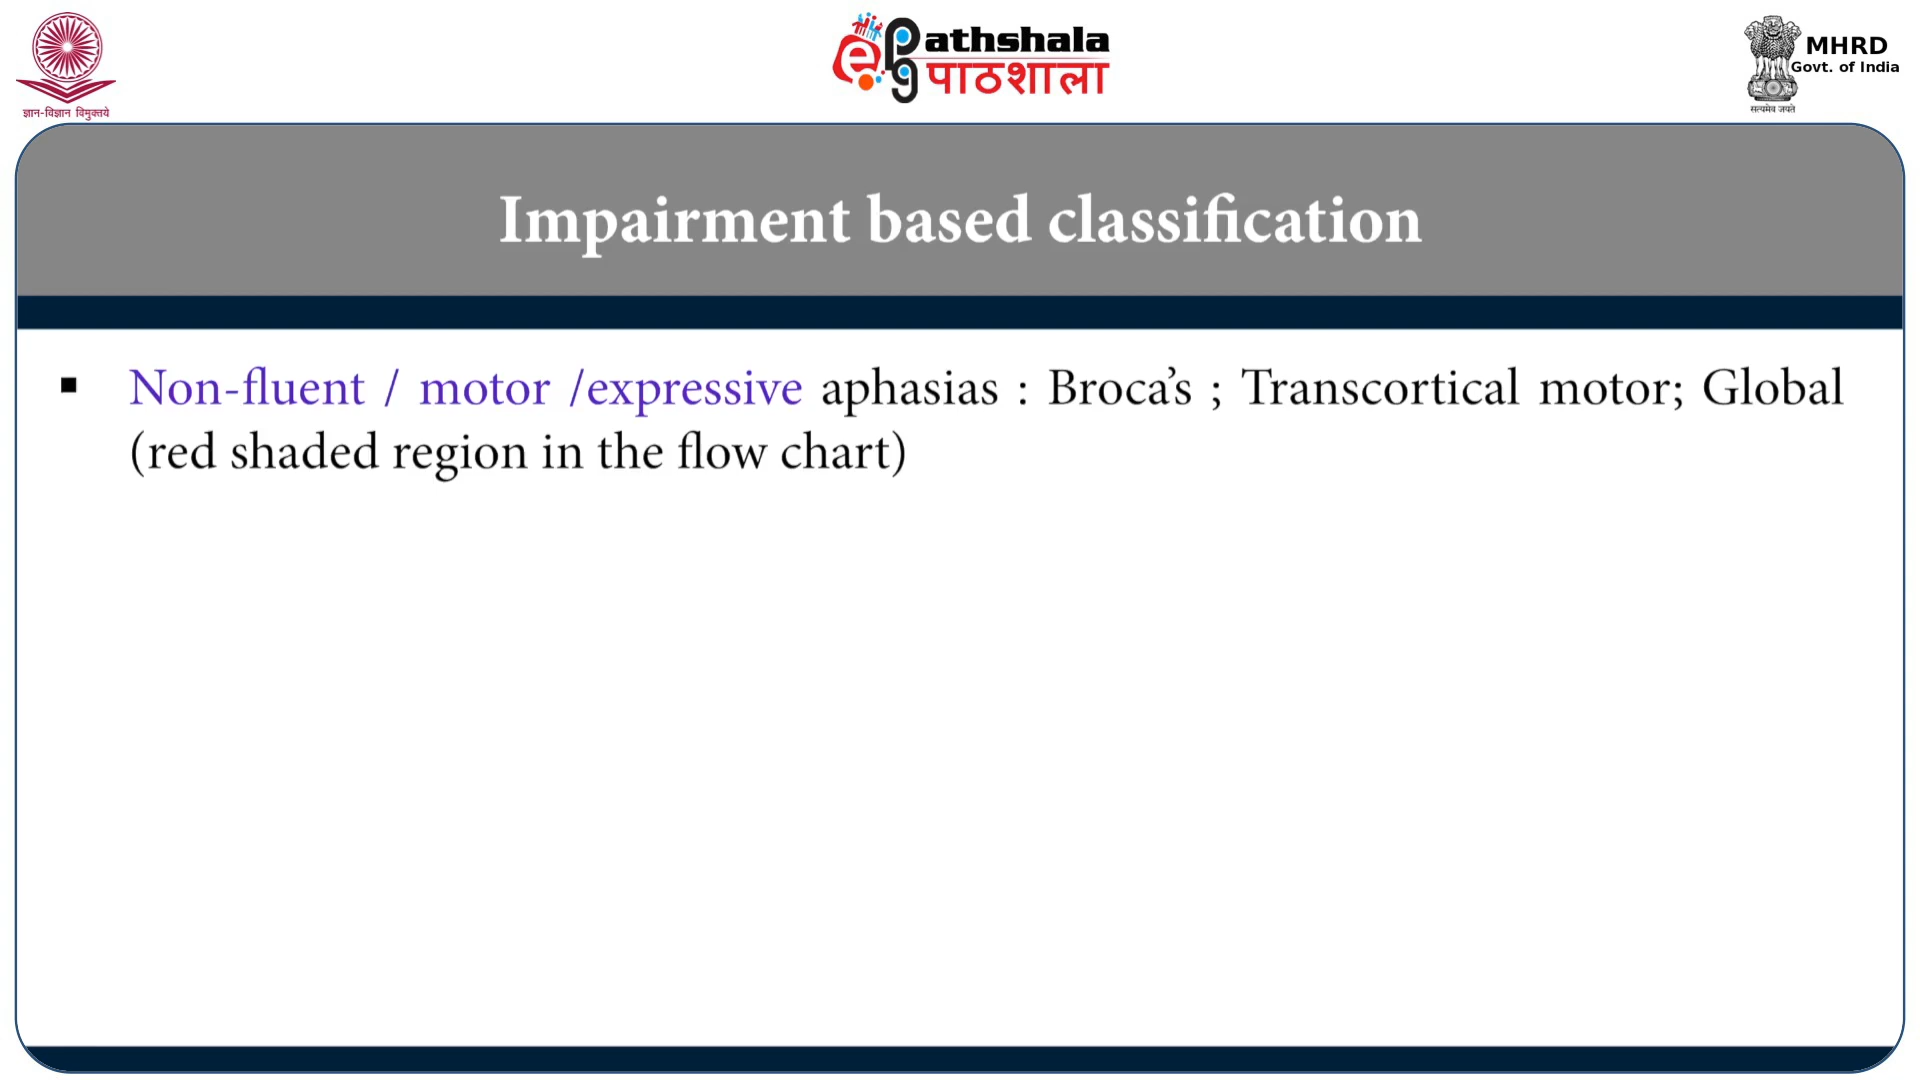 ज्ञान-विज्ञान विमुक्तये
ePG Pathshala
पाठशाला
सत्यमेव जयते
MHRD
Govt. of India
Impairment based classification
▪ Non-fluent / motor /expressive aphasias : Broca’s ; Transcortical motor; Global
(red shaded region in the flow chart)